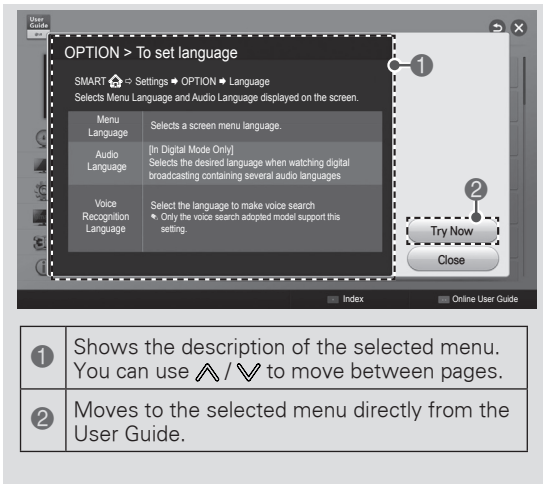 User
Guide
OPTION > To set language
❶
SMART ⇨ Settings ➡ OPTION ➡ Language
Selects Menu Language and Audio Language displayed on the screen.
Menu
Language
Selects a screen menu language.
Audio
Language
[In Digital Mode Only]
Selects the desired language when watching digital
broadcasting containing several audio languages
Voice
Recognition
Language
Select the language to make voice search
Only the voice search adopted model support this
setting.
❷
Try Now
Close
Index
Online User Guide
❶
Shows the description of the selected menu.
You can use ︿ / ﹀ to move between pages.
❷
Moves to the selected menu directly from the
User Guide.